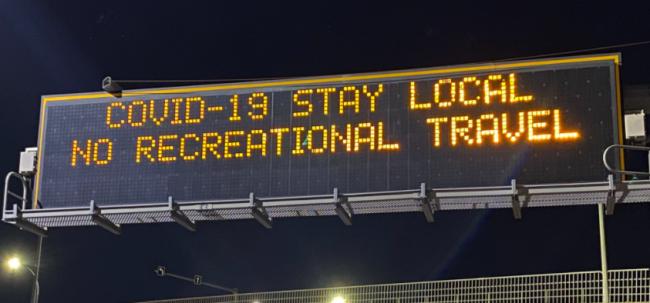 COVID-19 STAY LOCAL
NO RECREATIONAL TRAVEL